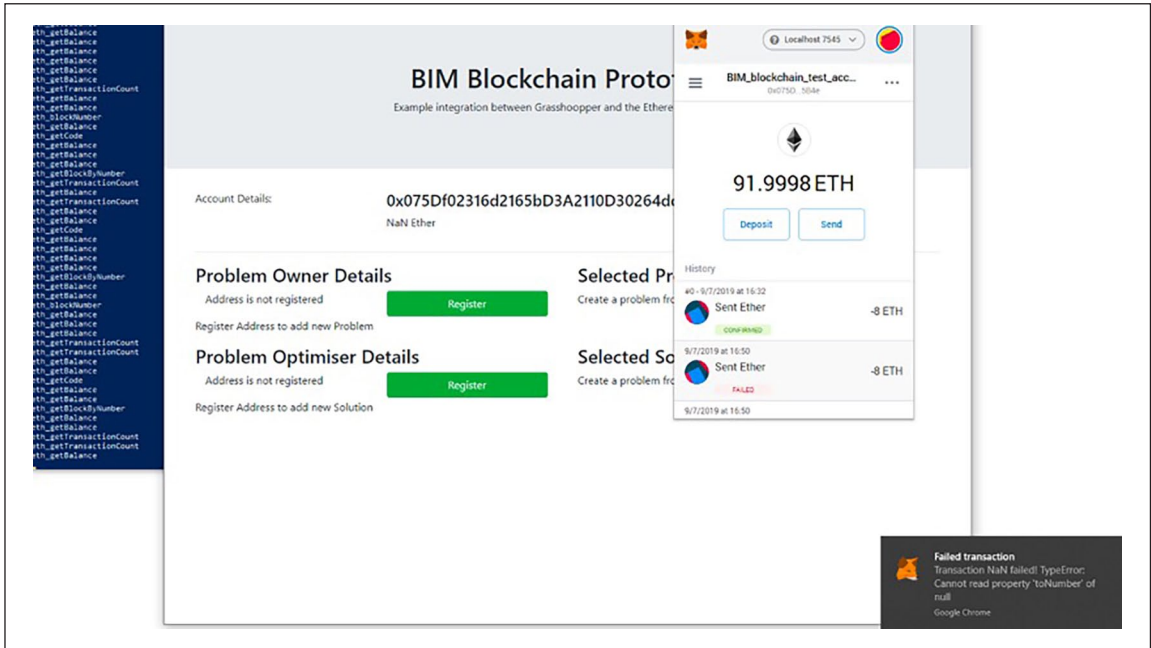 eth_getBalance
eth_getBalance
eth_getBalance
eth_getBalance
eth_getBalance
eth_getBalance
eth_getTransactionCount
eth_getBalance
eth_getBalance
eth_blockNumber
eth_getBalance
eth_getCode
eth_getBalance
eth_getBalance
eth_getBalance
eth_getBlockByNumber
eth_getTransactionCount
eth_getBalance
eth_getTransactionCount
eth_getBalance
eth_getBalance
eth_getCode
eth_getBalance
eth_getBalance
eth_getBalance
eth_getBalance
eth_getBlockByNumber
eth_getBalance
eth_getBalance
eth_blockNumber
eth_getBalance
eth_getBalance
eth_getBalance
eth_getTransactionCount
eth_getTransactionCount
eth_getBalance
eth_getBalance
eth_getCode
eth_getBalance
eth_getBalance
eth_getBlockByNumber
eth_getBalance
eth_getBalance
eth_getTransactionCount
eth_getTransactionCount
eth_getBalance
BIM Blockchain Proto
Example integration between Grasshoopper and the Ethere
Account Details:
0x075Df02316d2165bD3A2110D30264d
NaN Ether
Problem Owner Details
Address is not registered
Register
Register Address to add new Problem
Selected Pr
Create a problem fr
Problem Optimiser Details
Address is not registered
Register
Register Address to add new Solution
Selected So
Create a problem fr
Localhost 7545
BIM_blockchain_test_acc...
91.9998 ETH
Deposit
Send
History
#0 - 9/7/2019 at 16:32
Sent Ether
-8 ETH
CONFIRMED
9/7/2019 at 16:50
Sent Ether
-8 ETH
FAILED
9/7/2019 at 16:50
Failed transaction
Transaction NaN failed! TypeError:
Cannot read property 'toNumber' of
null
Google Chrome